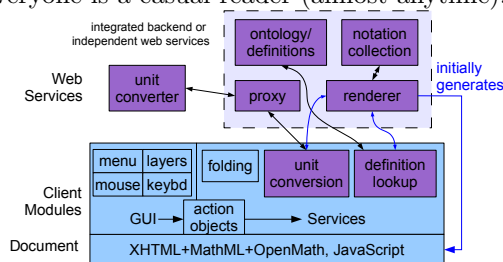 everyone is a casual reader (almost anytime).
integrated backend or
independent web services
ontology/
definitions
notation
collection
initially
generates
Web
Services
unit
converter
proxy
renderer
menu
layers
mouse
keybd
folding
unit
conversion
definition
lookup
Client
Modules
GUI
action
objects
Services
Document
XHTML+MathML+OpenMath, JavaScript